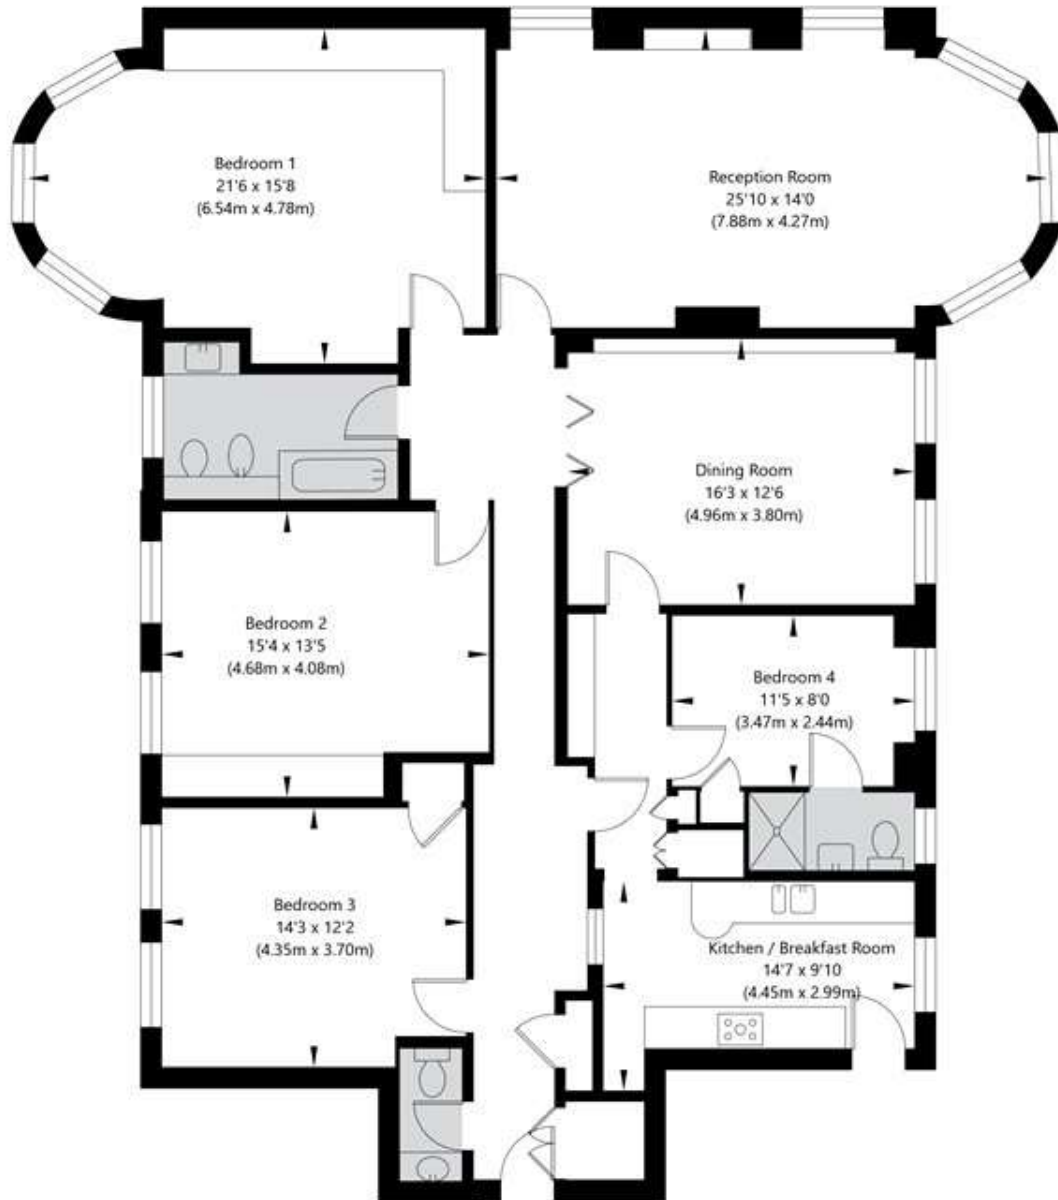 Bedroom 1
21'6 x 15'8
(6.54m x 4.78m)
Reception Room
25'10 x 14'0
(7.88m x 4.27m)
Dining Room
16'3 x 12'6
(4.96m x 3.80m)
Bedroom 2
15'4 x 13'5
(4.68m x 4.08m)
Bedroom 4
11'5 x 8'0
(3.47m x 2.44m)
Bedroom 3
14'3 x 12'2
(4.35m x 3.70m)
Kitchen / Breakfast Room
14'7 x 9'10
(4.45m x 2.99m)